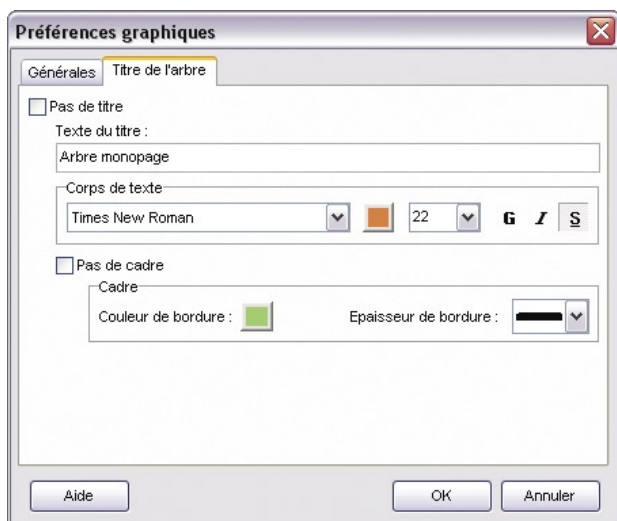 Préférences graphiques
Générales Titre de l'arbre
Pas de titre
Texte du titre :
Arbre monopage
Corps de texte
Times New Roman 22 G I S
Pas de cadre
Cadre
Couleur de bordure : Epaisseur de bordure :
Aide OK Annuler